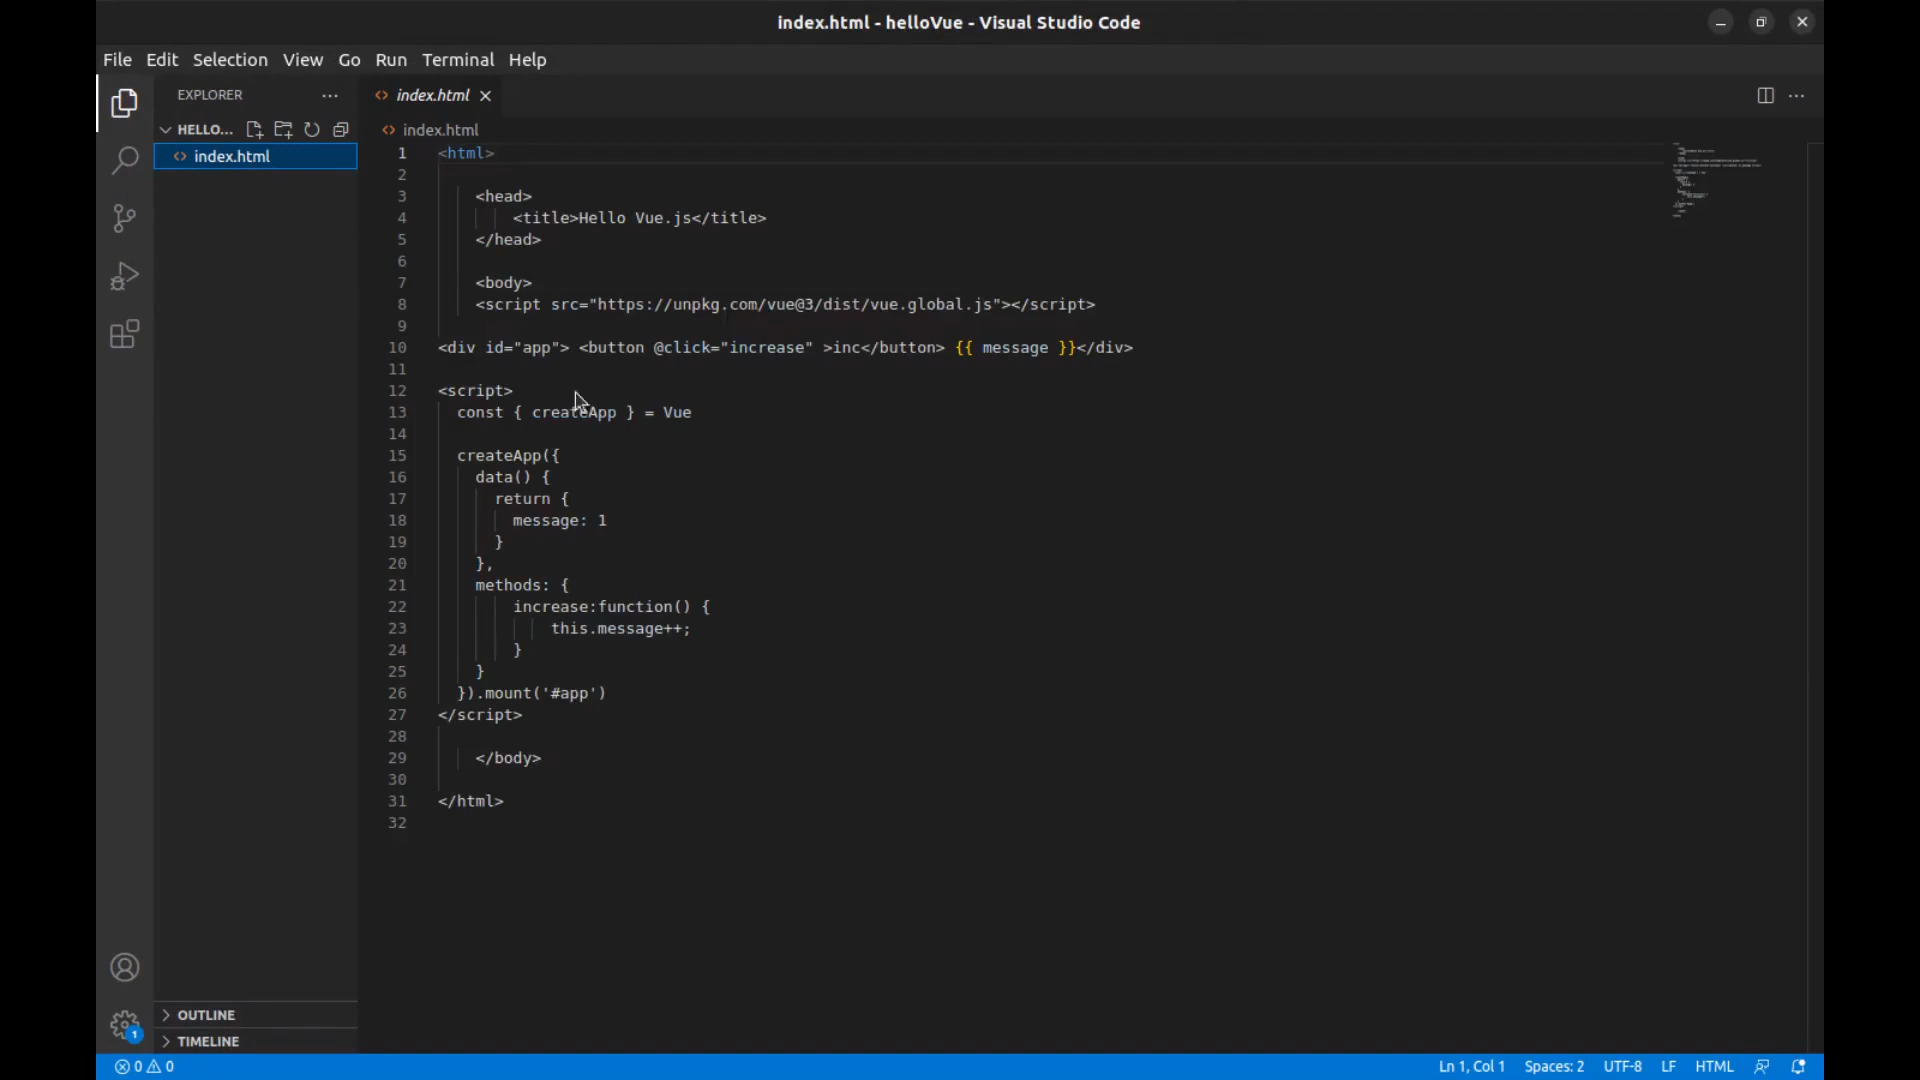 index.html - helloVue - Visual Studio Code
File Edit Selection View Go Run Terminal Help
EXPLORER
index.html
HELLO...
index.html
index.html
1 <html>
2
3 <head>
4 <title>Hello Vue.js</title>
5 </head>
6
7 <body>
8 <script src="https://unpkg.com/vue@3/dist/vue.global.js"></script>
9
10 <div id="app"> <button @click="increase" >inc</button> {{ message }}</div>
11
12 <script>
13 const { createApp } = Vue
14
15 createApp({
16 data() {
17 return {
18 message: 1
19 }
20 },
21 methods: {
22 increase:function() {
23 this.message++;
24 }
25 }
26 }).mount('#app')
27 </script>
28
29 </body>
30
31 </html>
32
OUTLINE
1
TIMELINE
0 0 Ln 1, Col 1 Spaces: 2 UTF-8 LF HTML